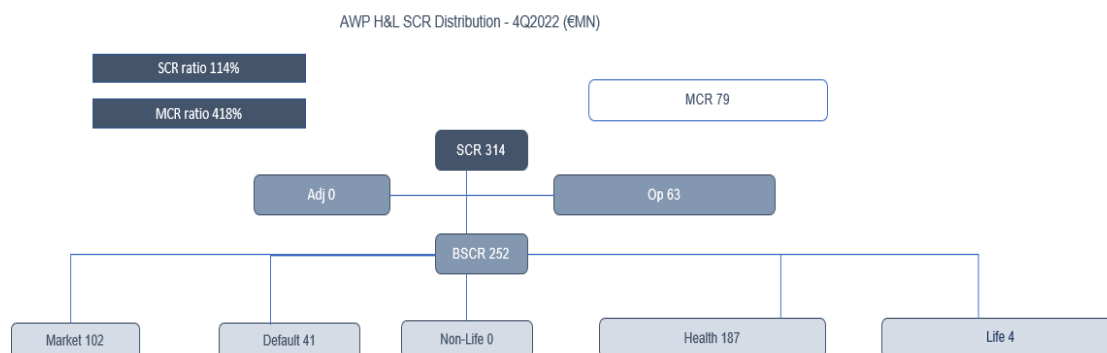 AWP H&L SCR Distribution - 4Q2022 (€MN)
SCR ratio 114%
MCR ratio 418%
MCR 79
SCR 314
Adj 0
Op 63
BSCR 252
Market 102
Default 41
Non-Life 0
Health 187
Life 4